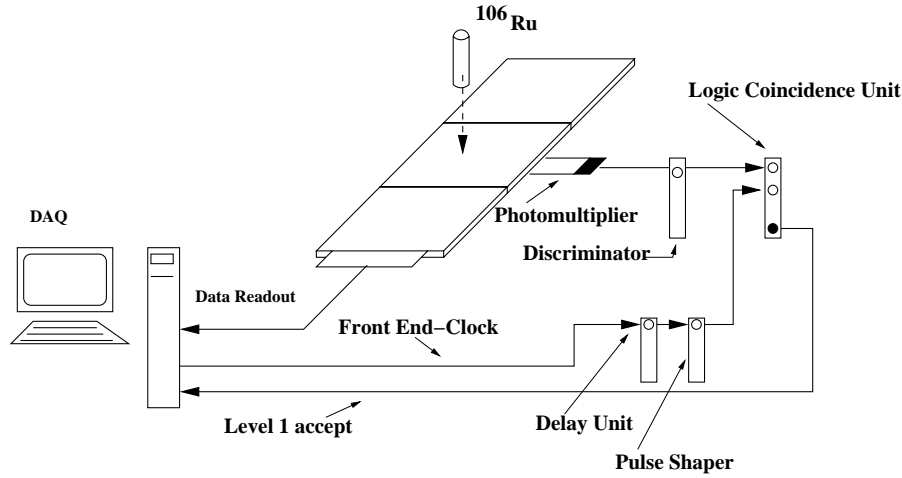 106Ru
Logic Coincidence Unit
Photomultiplier
DAQ
Discriminator
Data Readout
Front End−Clock
Level 1 accept
Delay Unit
Pulse Shaper